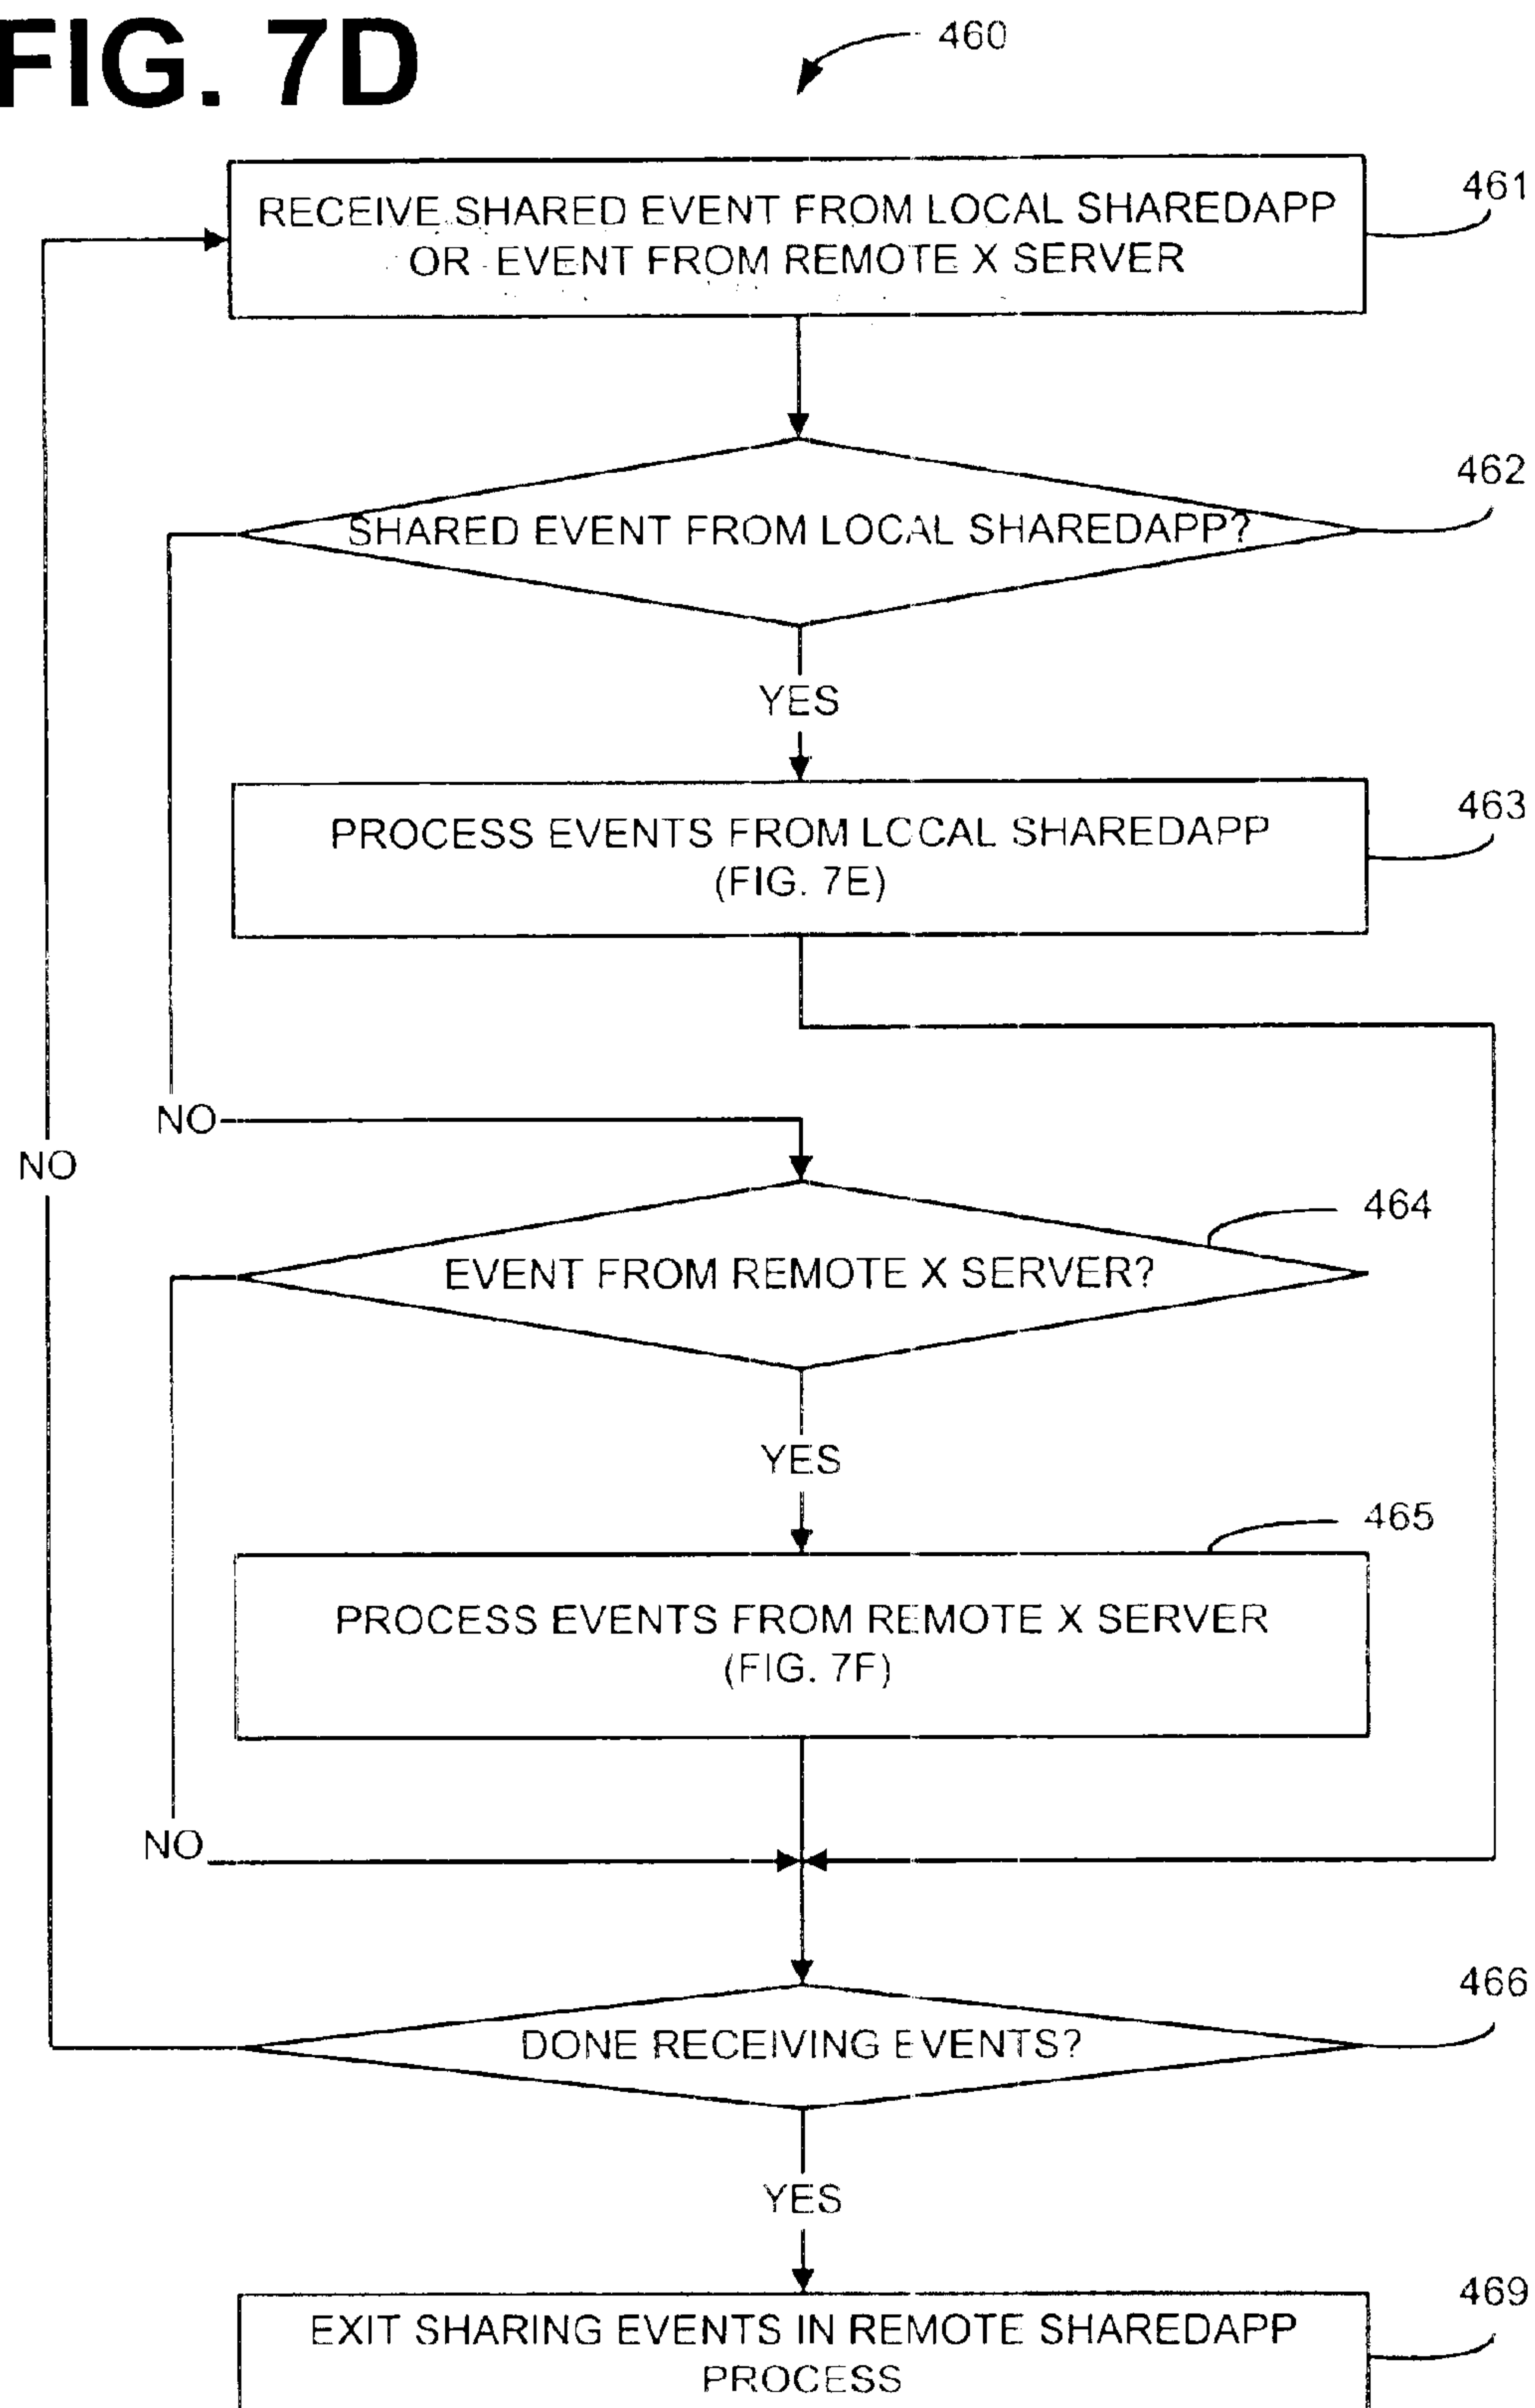 FIG. 7D
460
RECEIVE SHARED EVENT FROM LOCAL SHAREDAPP
OR EVENT FROM REMOTE X SERVER
461
SHARED EVENT FROM LOCAL SHAREDAPP?
462
YES
PROCESS EVENTS FROM LOCAL SHAREDAPP
(FIG. 7E)
463
NO
NO
EVENT FROM REMOTE X SERVER?
464
YES
PROCESS EVENTS FROM REMOTE X SERVER
(FIG. 7F)
465
NO
DONE RECEIVING EVENTS?
466
YES
EXIT SHARING EVENTS IN REMOTE SHAREDAPP
PROCESS
469